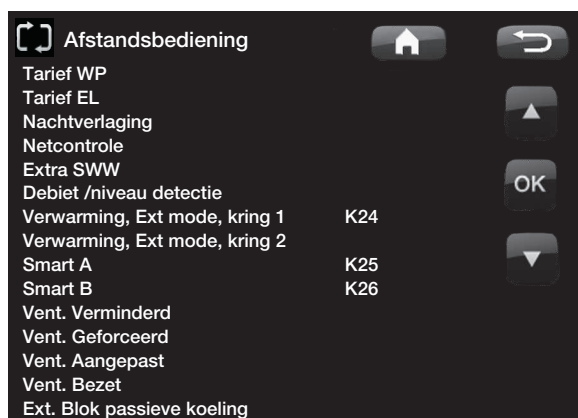 Afstandsbediening
Tarief WP
Tarief EL
Nachtverlaging
Netcontrole
Extra SWW
Debiet /niveau detectie
Verwarming, Ext mode, kring 1 K24
Verwarming, Ext mode, kring 2
Smart A K25
Smart B K26
Vent. Verminderd
Vent. Geforceerd
Vent. Aangepast
Vent. Bezet
Ext. Blok passieve koeling
OK